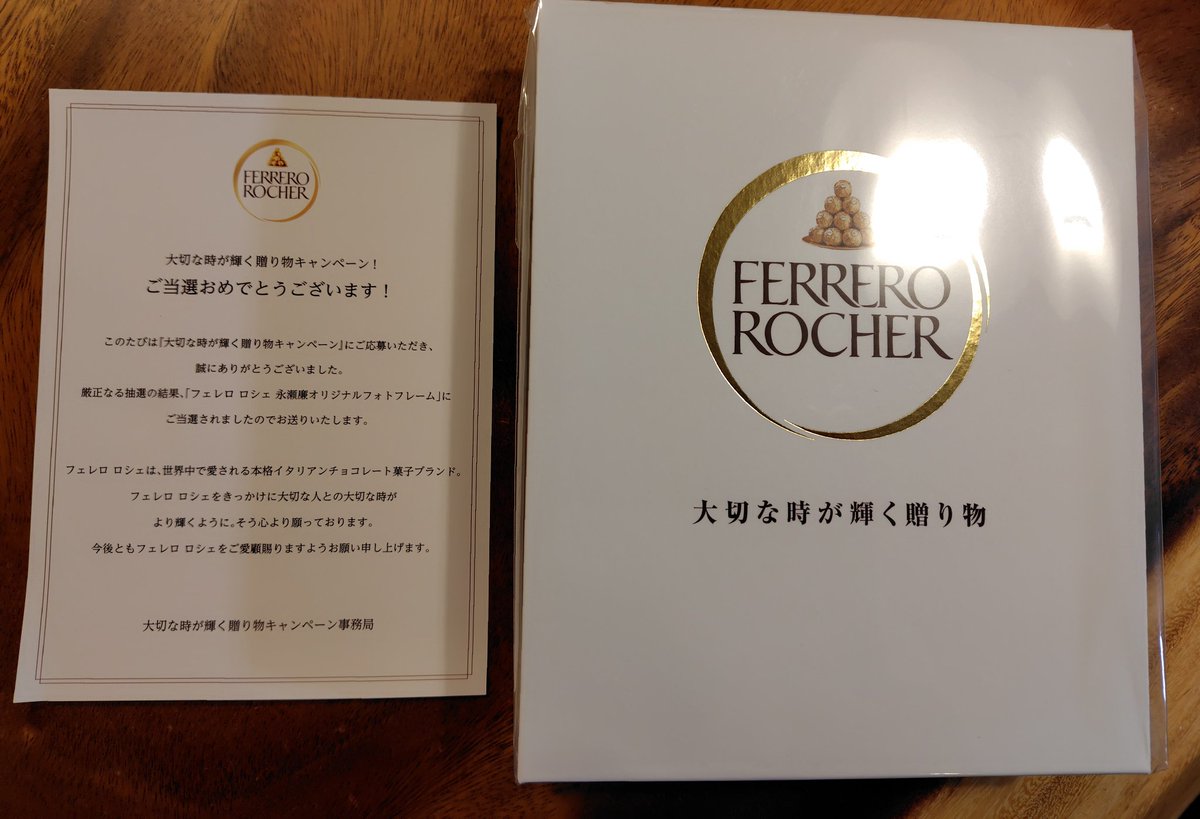 FERRERO
ROCHER
大切な時が輝く贈り物キャンペーン！
ご当選おめでとうございます！
このたびは『大切な時が輝く贈り物キャンペーン』にご応募いただき、
誠にありがとうございました。
厳正なる抽選の結果、「フェレロ ロシェ 永瀬廉オリジナルフォトフレーム」に
ご当選されましたのでお送りいたします。
フェレロ ロシェは、世界中で愛される本格イタリアンチョコレート菓子ブランド。
フェレロ ロシェをきっかけに大切な人との大切な時が
より輝くように。そう心より願っております。
今後ともフェレロ ロシェをご愛顧賜りますようお願い申し上げます。
大切な時が輝く贈り物キャンペーン事務局
FERRERO
ROCHER
大切な時が輝く贈り物